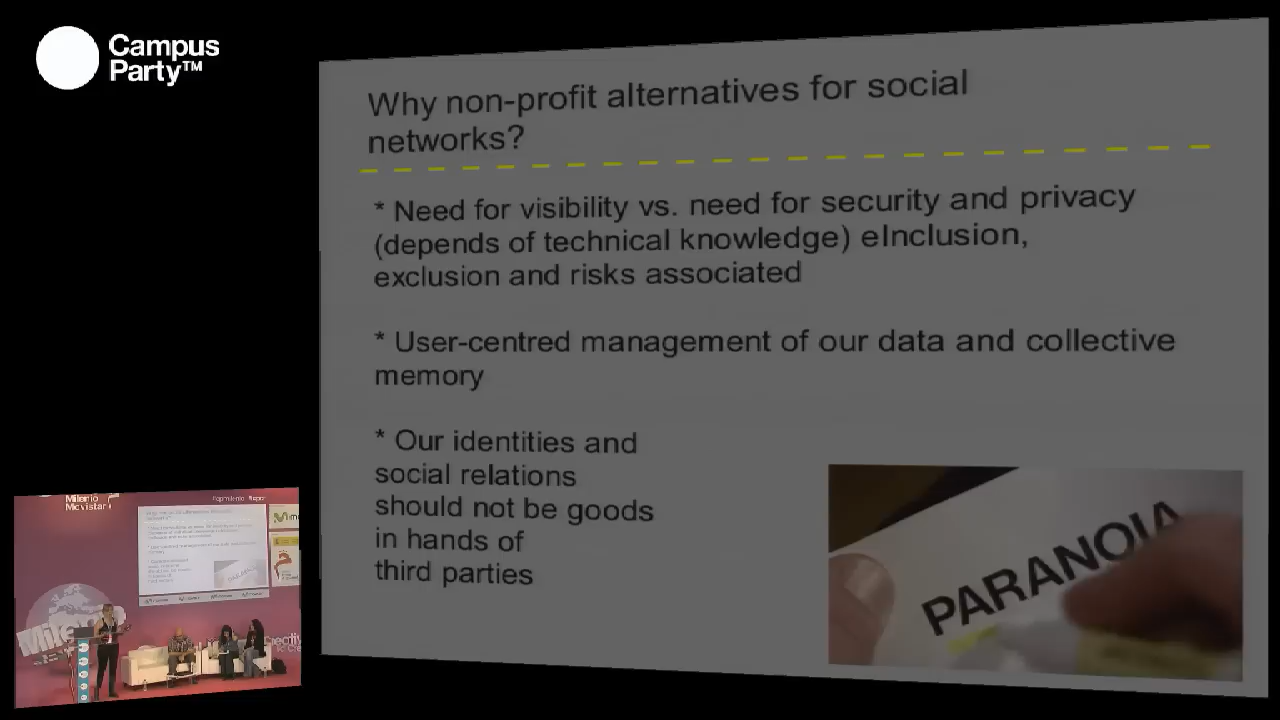 Campus
Party™
Why non-profit alternatives for social
networks?
* Need for visibility vs. need for security and privacy
(depends of technical knowledge) eInclusion,
exclusion and risks associated
* User-centred management of our data and collective
memory
* Our identities and
social relations
should not be goods
in hands of
third parties
PARANOIA
Milenio
Movistar